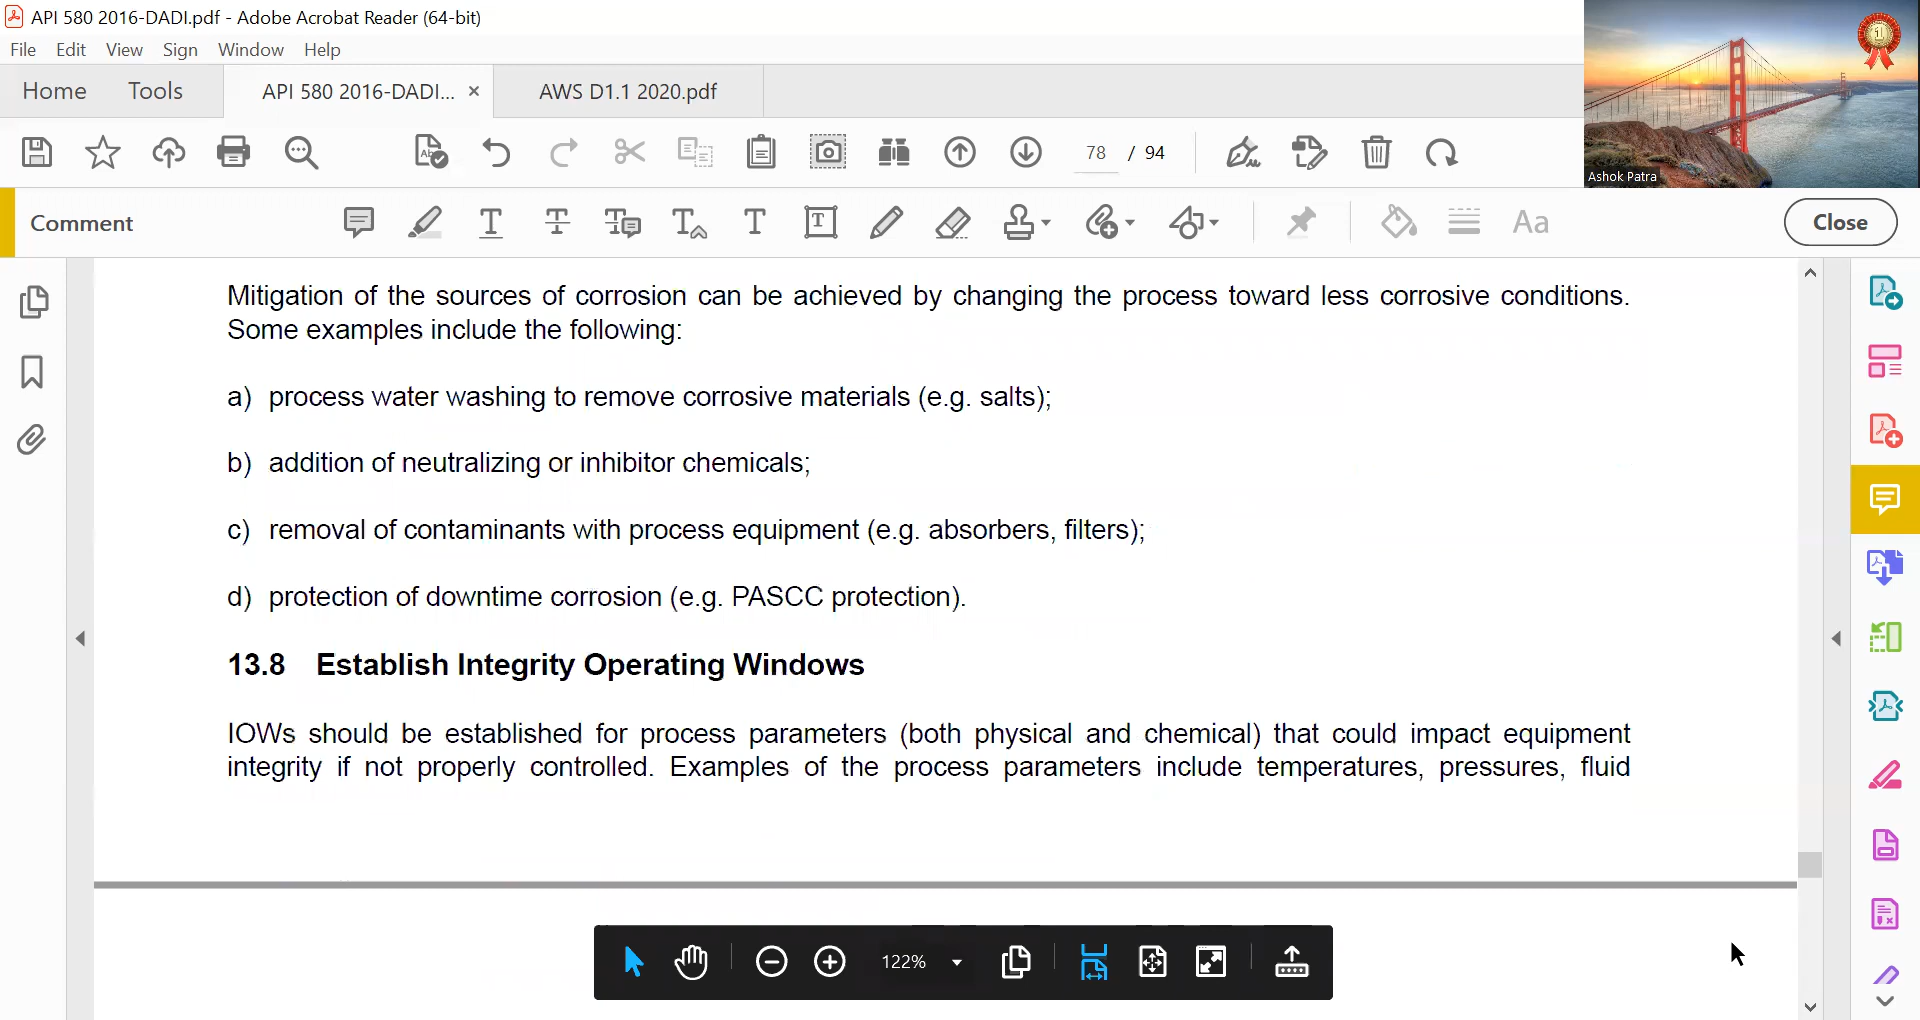 API 580 2016-DADI.pdf - Adobe Acrobat Reader (64-bit)
File Edit View Sign Window Help
Home Tools API 580 2016-DADI... × AWS D1.1 2020.pdf
78 / 94
1
Ashok Patra
Comment
Aa
Close
Mitigation of the sources of corrosion can be achieved by changing the process toward less corrosive conditions.
Some examples include the following:
a) process water washing to remove corrosive materials (e.g. salts);
b) addition of neutralizing or inhibitor chemicals;
c) removal of contaminants with process equipment (e.g. absorbers, filters);
d) protection of downtime corrosion (e.g. PASCC protection).
13.8 Establish Integrity Operating Windows
IOWs should be established for process parameters (both physical and chemical) that could impact equipment
integrity if not properly controlled. Examples of the process parameters include temperatures, pressures, fluid
122%